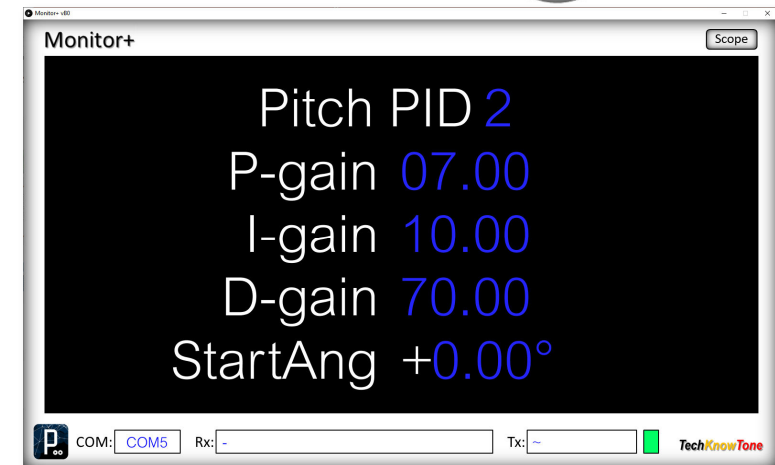 Monitor+ v80
Monitor+
Scope
Pitch PID 2
P-gain 07.00
I-gain 10.00
D-gain 70.00
StartAng +0.00°
P.
COM: COM5 Rx: - Tx: ~ TechKnowTone